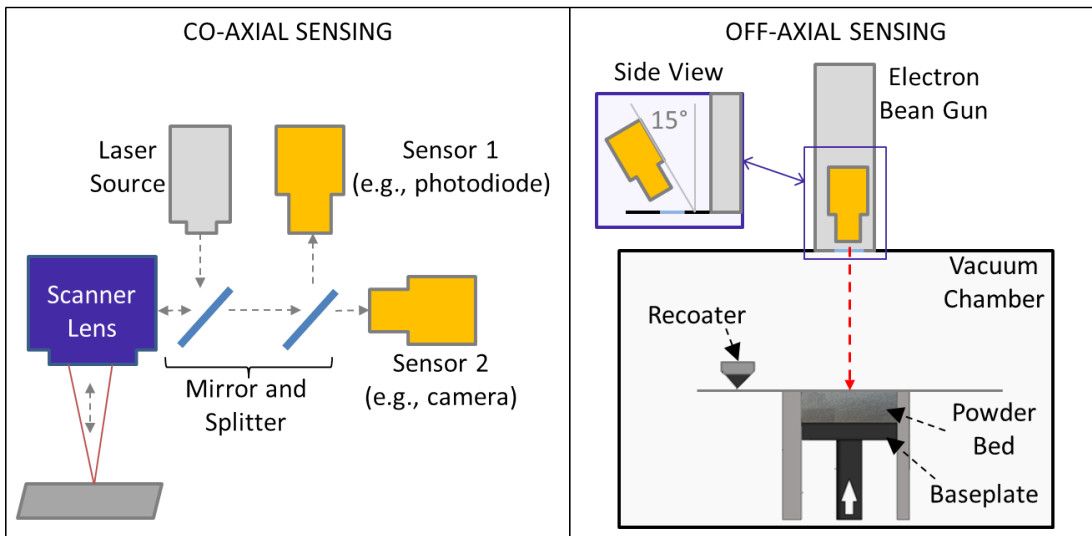 CO-AXIAL SENSING
Laser
Source
Sensor 1
(e.g., photodiode)
Scanner
Lens
Sensor 2
(e.g., camera)
Mirror and
Splitter
OFF-AXIAL SENSING
Side View
15°
Electron
Bean Gun
Vacuum
Chamber
Recoater
Powder
Bed
Baseplate